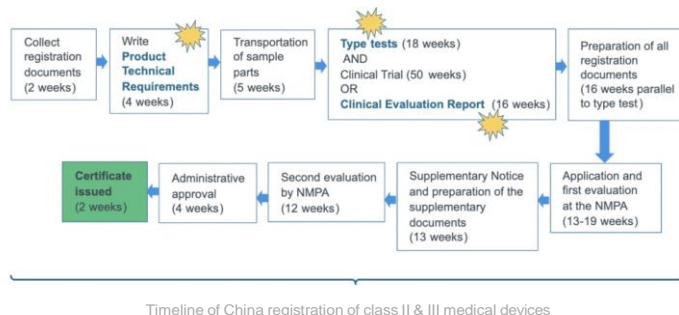 Collect
registration
documents
(2 weeks)
Write
Product
Technical
Requirements
(4 weeks)
Transportation
of sample
parts
(5 weeks)
Type tests (18 weeks)
AND
Clinical Trial (50 weeks)
OR
Clinical Evaluation Report (16 weeks)
Preparation of all
registration
documents
(16 weeks parallel
to type test)
Application and
first evaluation
at the NMPA
(13-19 weeks)
Supplementary Notice
and preparation of the
supplementary
documents
(13 weeks)
Second evaluation
by NMPA
(12 weeks)
Administrative
approval
(4 weeks)
Certificate
issued
(2 weeks)
Timeline of China registration of class II & III medical devices